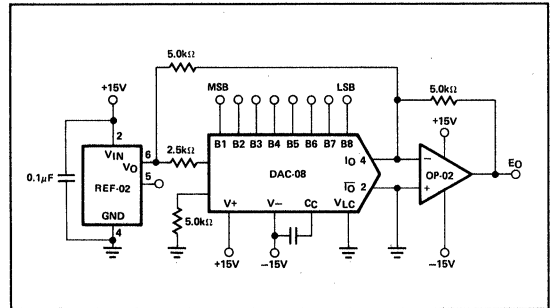 5.0kΩ
+15V
MSB
LSB
5.0kΩ
2
B1 B2 B3 B4 B5 B6 B7 B8
+15V
VIN
VO
6
2.5kΩ
IO 4
−
EO
0.1μF
REF-02
5
DAC-08
OP-02
IO 2
+
GND
4
5.0kΩ
V+
V−
CC
VLC
+15V
−15V
−15V